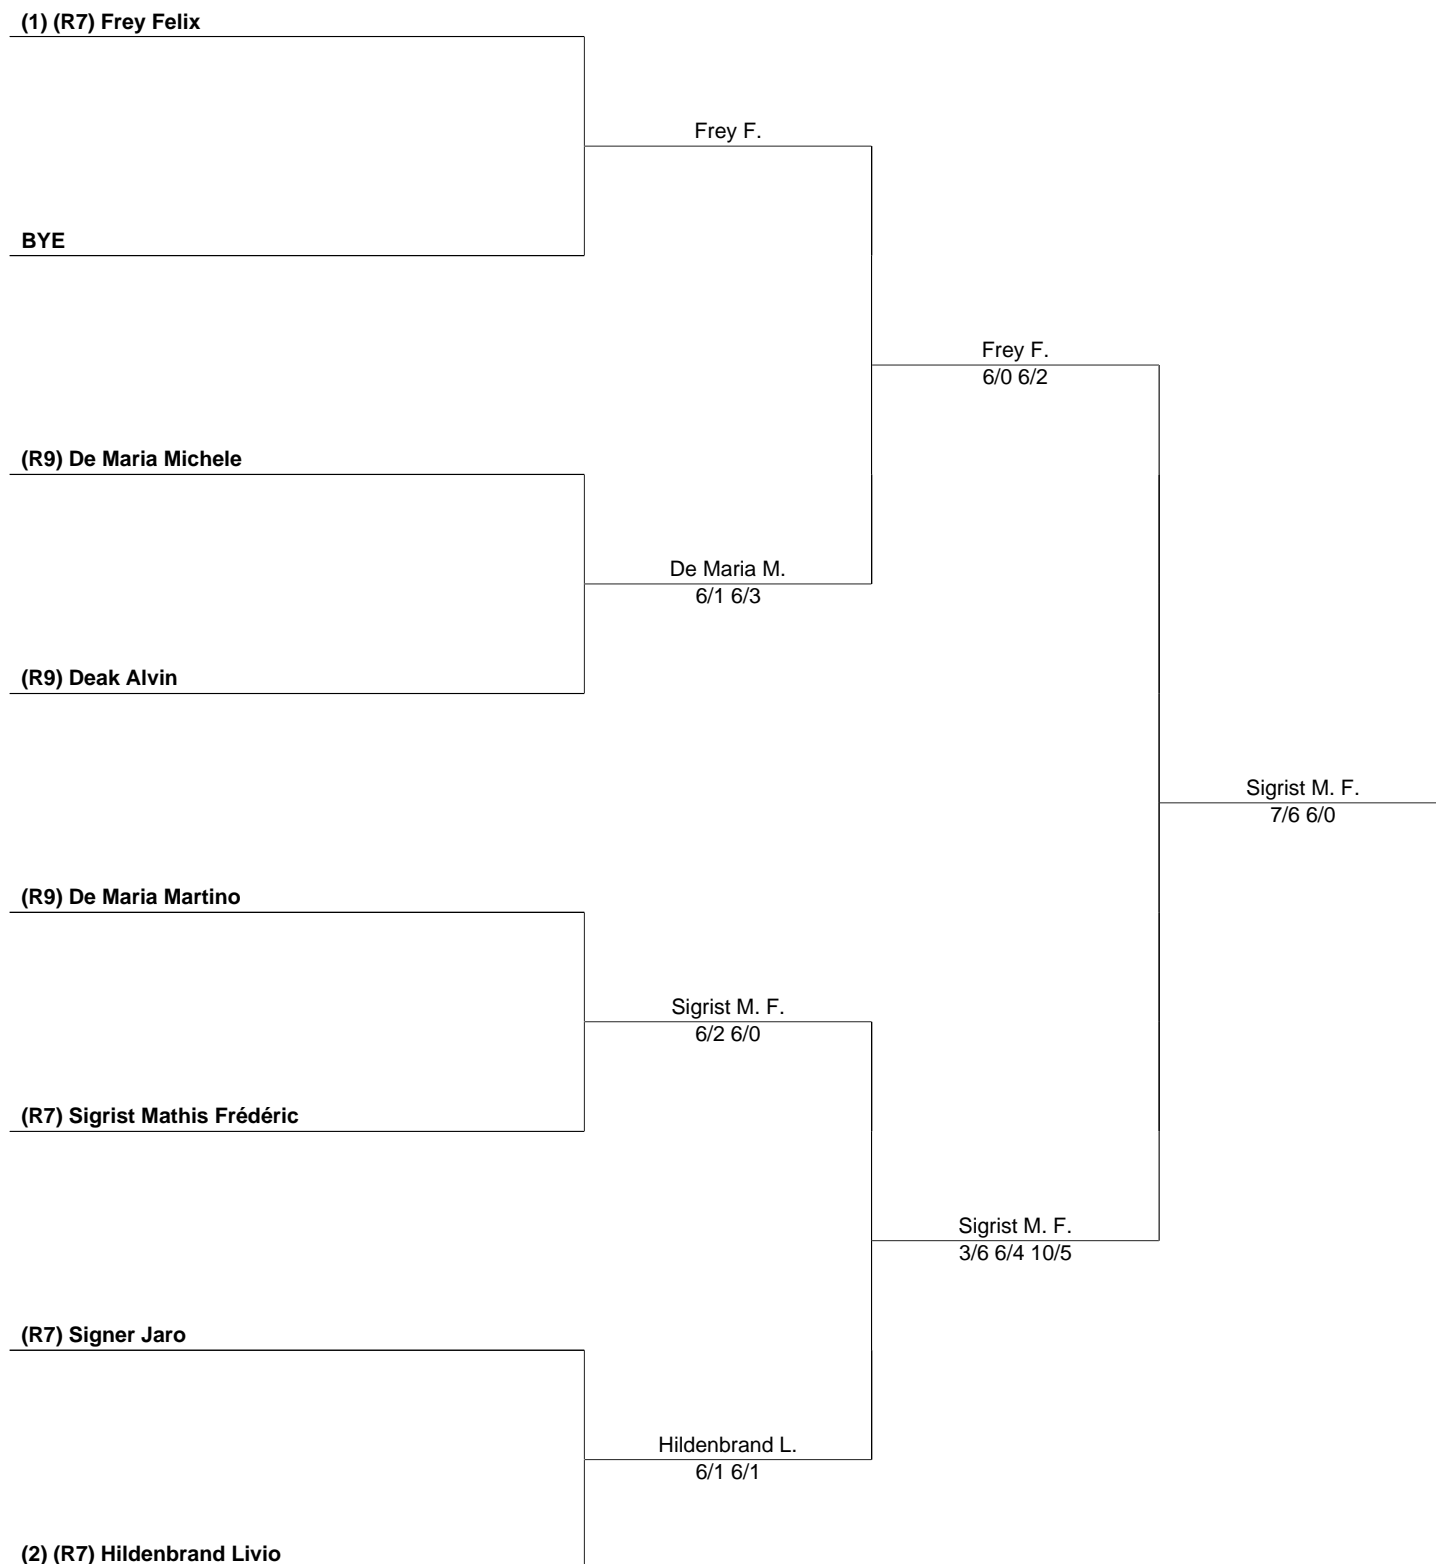 (1) (R7) Frey Felix
Frey F.
BYE
Frey F.
6/0 6/2
(R9) De Maria Michele
De Maria M.
6/1 6/3
(R9) Deak Alvin
Sigrist M. F.
7/6 6/0
(R9) De Maria Martino
Sigrist M. F.
6/2 6/0
(R7) Sigrist Mathis Frédéric
Sigrist M. F.
3/6 6/4 10/5
(R7) Signer Jaro
Hildenbrand L.
6/1 6/1
(2) (R7) Hildenbrand Livio